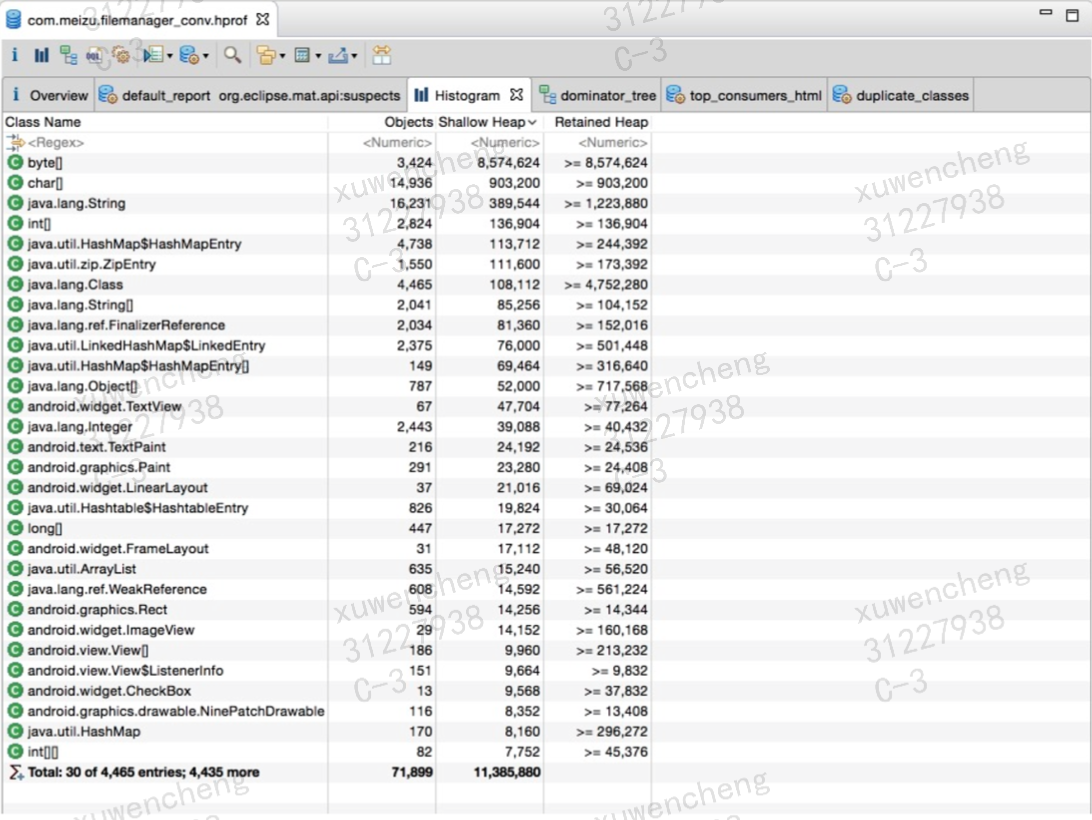 com.meizu.filemanager_conv.hprof
Overview default_report org.eclipse.mat.api:suspects Histogram dominator_tree top_consumers_html duplicate_classes
Class Name Objects Shallow Heap Retained Heap
<Regex> <Numeric> <Numeric> <Numeric>
byte[] 3,424 8,574,624 >= 8,574,624
char[] 14,936 903,200 >= 903,200
java.lang.String 16,231 389,544 >= 1,223,880
int[] 2,824 136,904 >= 136,904
java.util.HashMap$HashMapEntry 4,738 113,712 >= 244,392
java.util.zip.ZipEntry 1,550 111,600 >= 173,392
java.lang.Class 4,465 108,112 >= 4,752,280
java.lang.String[] 2,041 85,256 >= 104,152
java.lang.ref.FinalizerReference 2,034 81,360 >= 152,016
java.util.LinkedHashMap$LinkedEntry 2,375 76,000 >= 501,448
java.util.HashMap$HashMapEntry[] 149 69,464 >= 316,640
java.lang.Object[] 787 52,000 >= 717,568
android.widget.TextView 67 47,704 >= 77,264
java.lang.Integer 2,443 39,088 >= 40,432
android.text.TextPaint 216 24,192 >= 24,536
android.graphics.Paint 291 23,280 >= 24,408
android.widget.LinearLayout 37 21,016 >= 69,024
java.util.Hashtable$HashtableEntry 826 19,824 >= 30,064
long[] 447 17,272 >= 17,272
android.widget.FrameLayout 31 17,112 >= 48,120
java.util.ArrayList 635 15,240 >= 56,520
java.lang.ref.WeakReference 608 14,592 >= 561,224
android.graphics.Rect 594 14,256 >= 14,344
android.widget.ImageView 29 14,152 >= 160,168
android.view.View[] 186 9,960 >= 213,232
android.view.View$ListenerInfo 151 9,664 >= 9,832
android.widget.CheckBox 13 9,568 >= 37,832
android.graphics.drawable.NinePatchDrawable 116 8,352 >= 13,408
java.util.HashMap 170 8,160 >= 296,272
int[][] 82 7,752 >= 45,376
Total: 30 of 4,465 entries; 4,435 more 71,899 11,385,880
xuwencheng
31227938
C-3